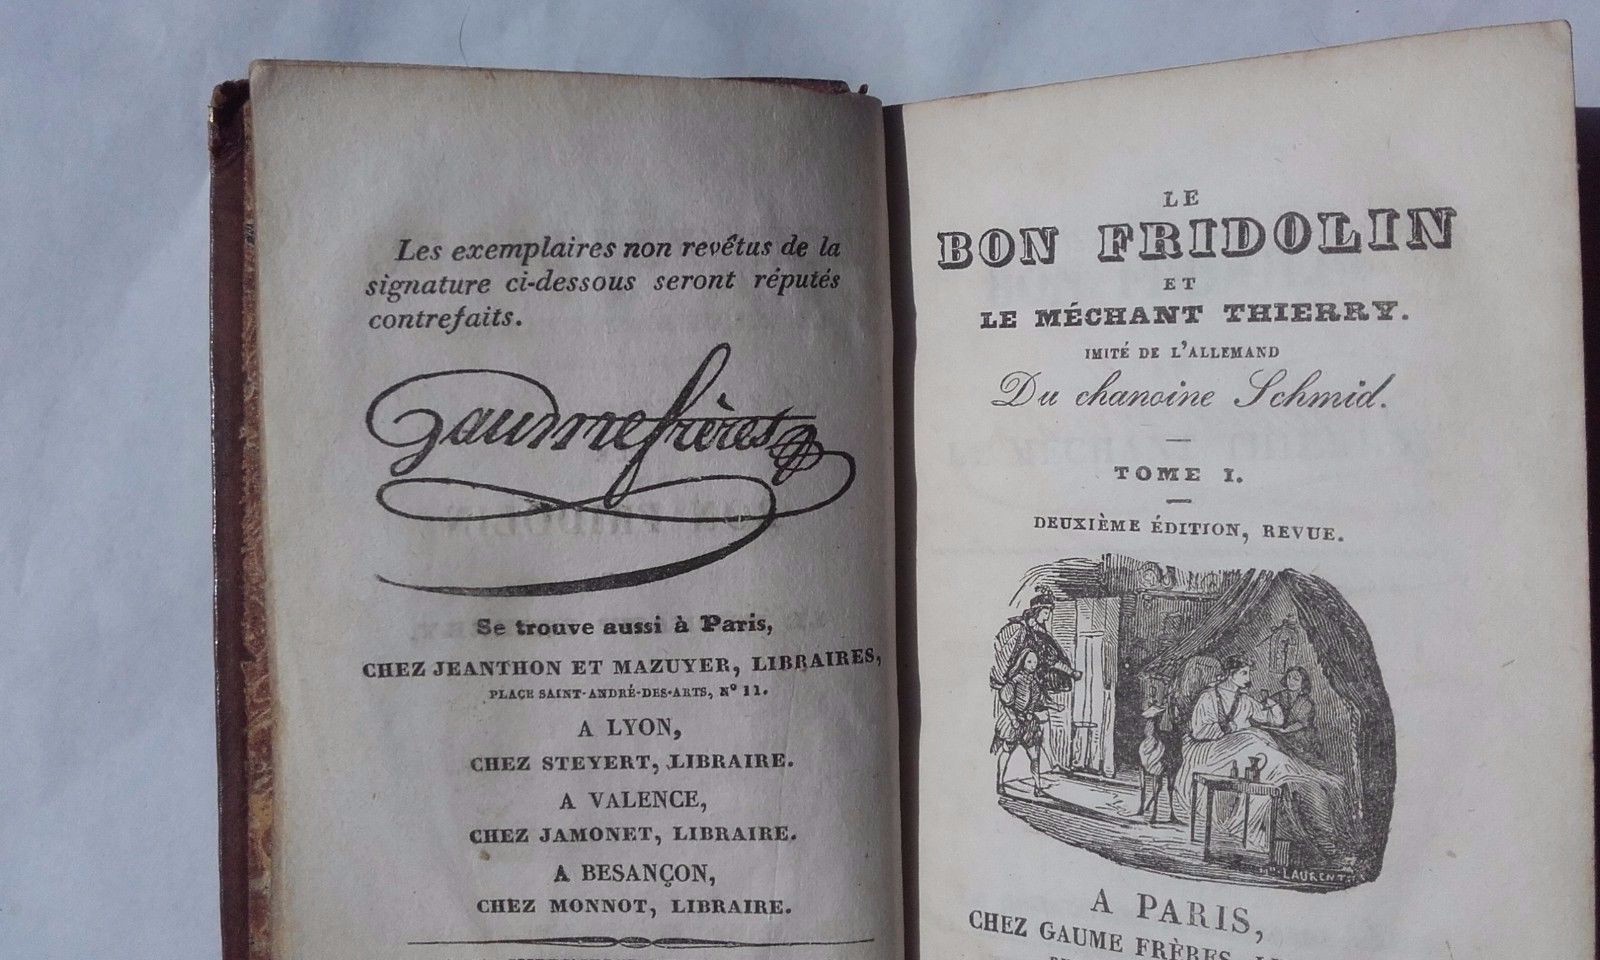 Les exemplaires non revêtus de la
signature ci-dessous seront réputés
contrefaits.
Gaume frères
Se trouve aussi à Paris,
CHEZ JEANTHON ET MAZUYER, LIBRAIRES,
PLACE SAINT-ANDRÉ-DES-ARTS, N° 11.
A LYON,
CHEZ STEYERT, LIBRAIRE.
A VALENCE,
CHEZ JAMONET, LIBRAIRE.
A BESANÇON,
CHEZ MONNOT, LIBRAIRE.
LE
BON FRIDOLIN
ET
LE MÉCHANT THIERRY.
IMITÉ DE L'ALLEMAND
Du chanoine Schmid.
TOME I.
DEUXIÈME ÉDITION, REVUE.
LAURENT
A PARIS,
CHEZ GAUME FRÈRES,